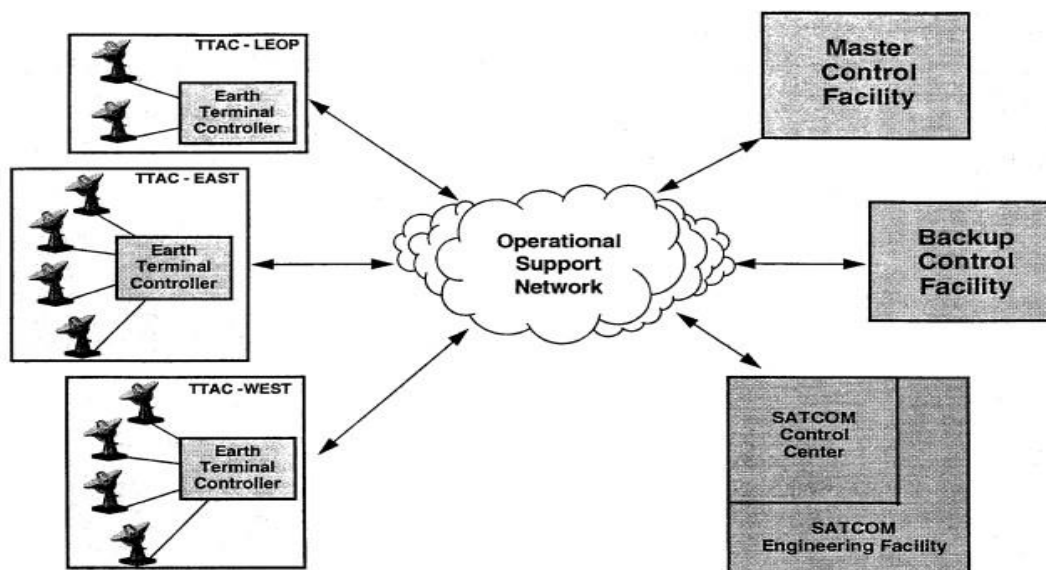 TTAC - LEOP
Earth
Terminal
Controller
TTAC - EAST
Earth
Terminal
Controller
TTAC -WEST
Earth
Terminal
Controller
Operational
Support
Network
Master
Control
Facility
Backup
Control
Facility
SATCOM
Control
Center
SATCOM
Engineering Facility